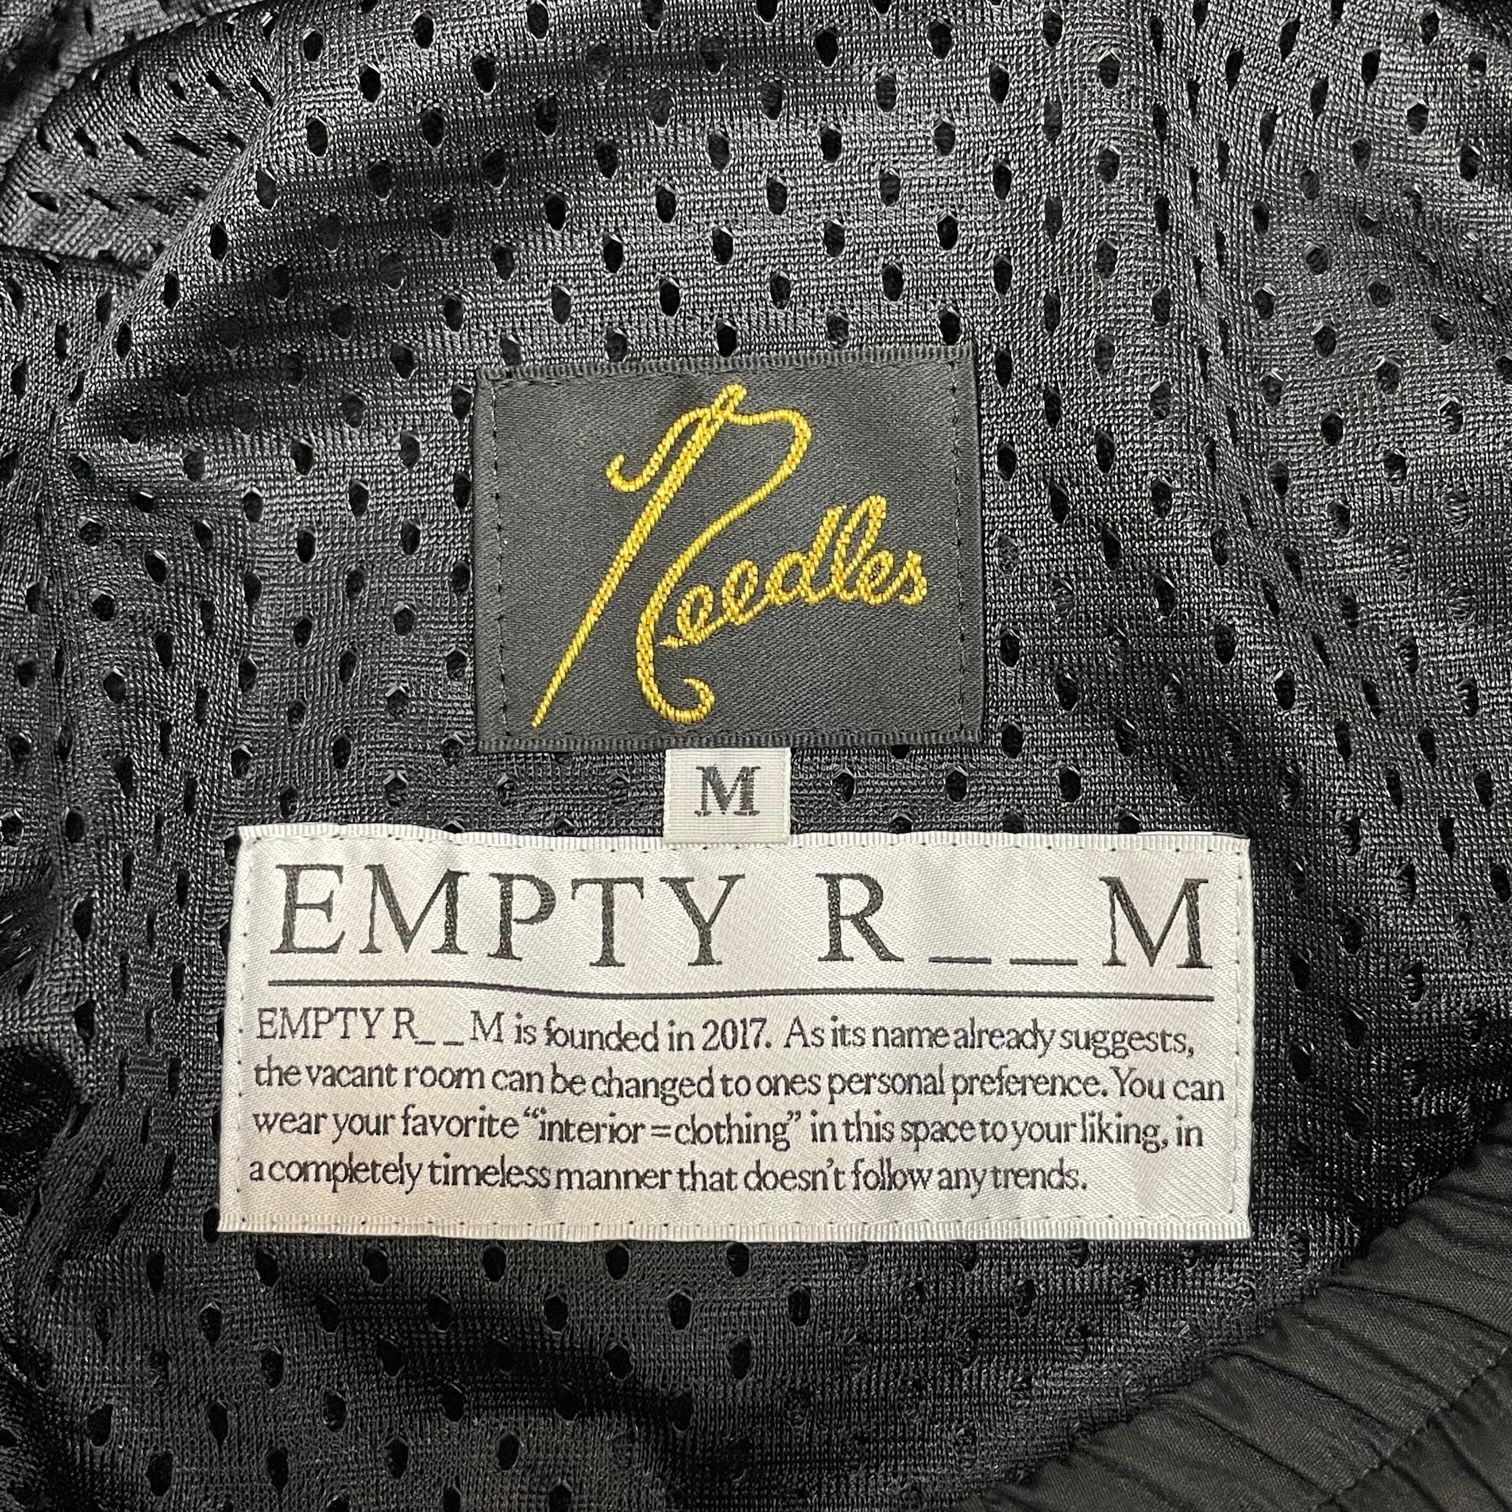 Needles
M
EMPTY R__M
EMPTY R__M is founded in 2017. As its name already suggests,
the vacant room can be changed to ones personal preference. You can
wear your favorite “interior=clothing” in this space to your liking, in
a completely timeless manner that doesn’t follow any trends.